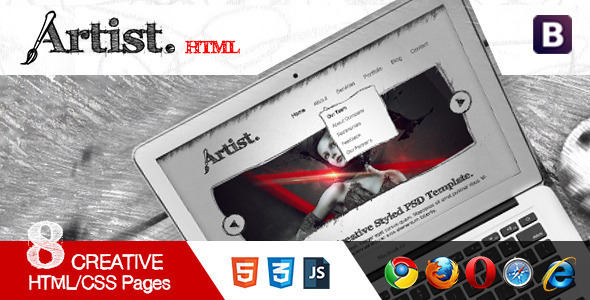 Artist. HTML
B
Home About Services Portfolio Blog Contact
Our Team
About Company
Testimonials
Feedback
Our Partners
Artist.
Creative Styled PSD Template.
8 CREATIVE
HTML/CSS Pages
5
3
JS